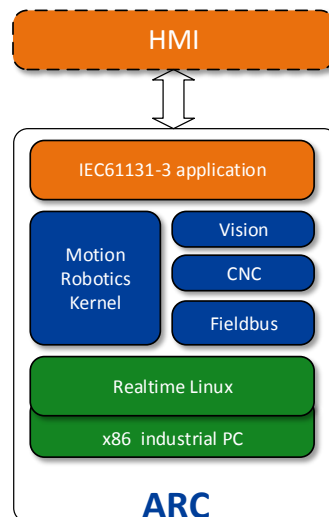 HMI
IEC61131-3 application
Motion
Robotics
Kernel
Vision
CNC
Fieldbus
Realtime Linux
x86 industrial PC
ARC